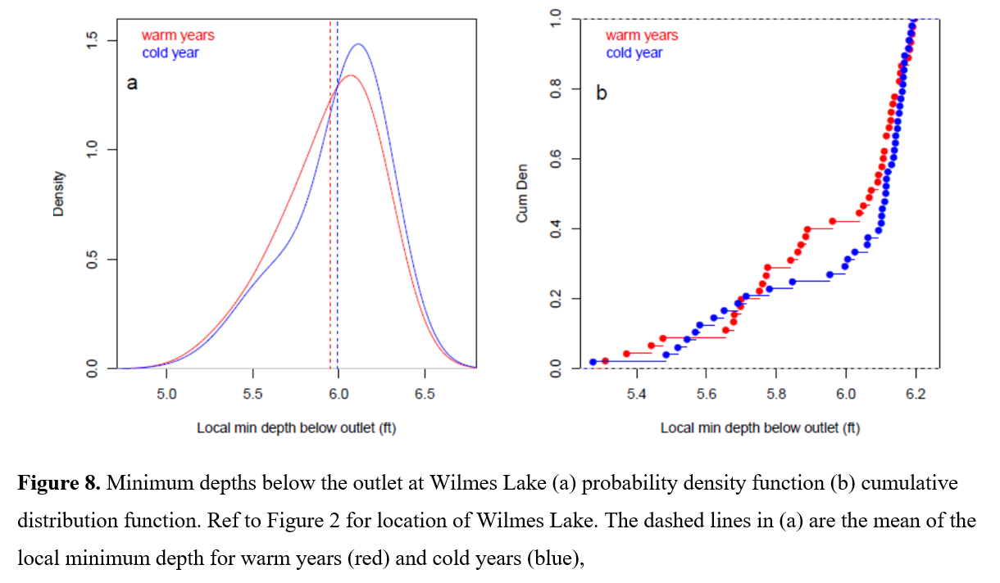 warm years
cold year
a
Density
0.0
0.5
1.0
1.5
5.0
5.5
6.0
6.5
Local min depth below outlet (ft)
warm years
cold year
b
Cum Den
0.0
0.2
0.4
0.6
0.8
1.0
5.4
5.6
5.8
6.0
6.2
Local min depth below outlet (ft)
Figure 8. Minimum depths below the outlet at Wilmes Lake (a) probability density function (b) cumulative
distribution function. Ref to Figure 2 for location of Wilmes Lake. The dashed lines in (a) are the mean of the
local minimum depth for warm years (red) and cold years (blue),